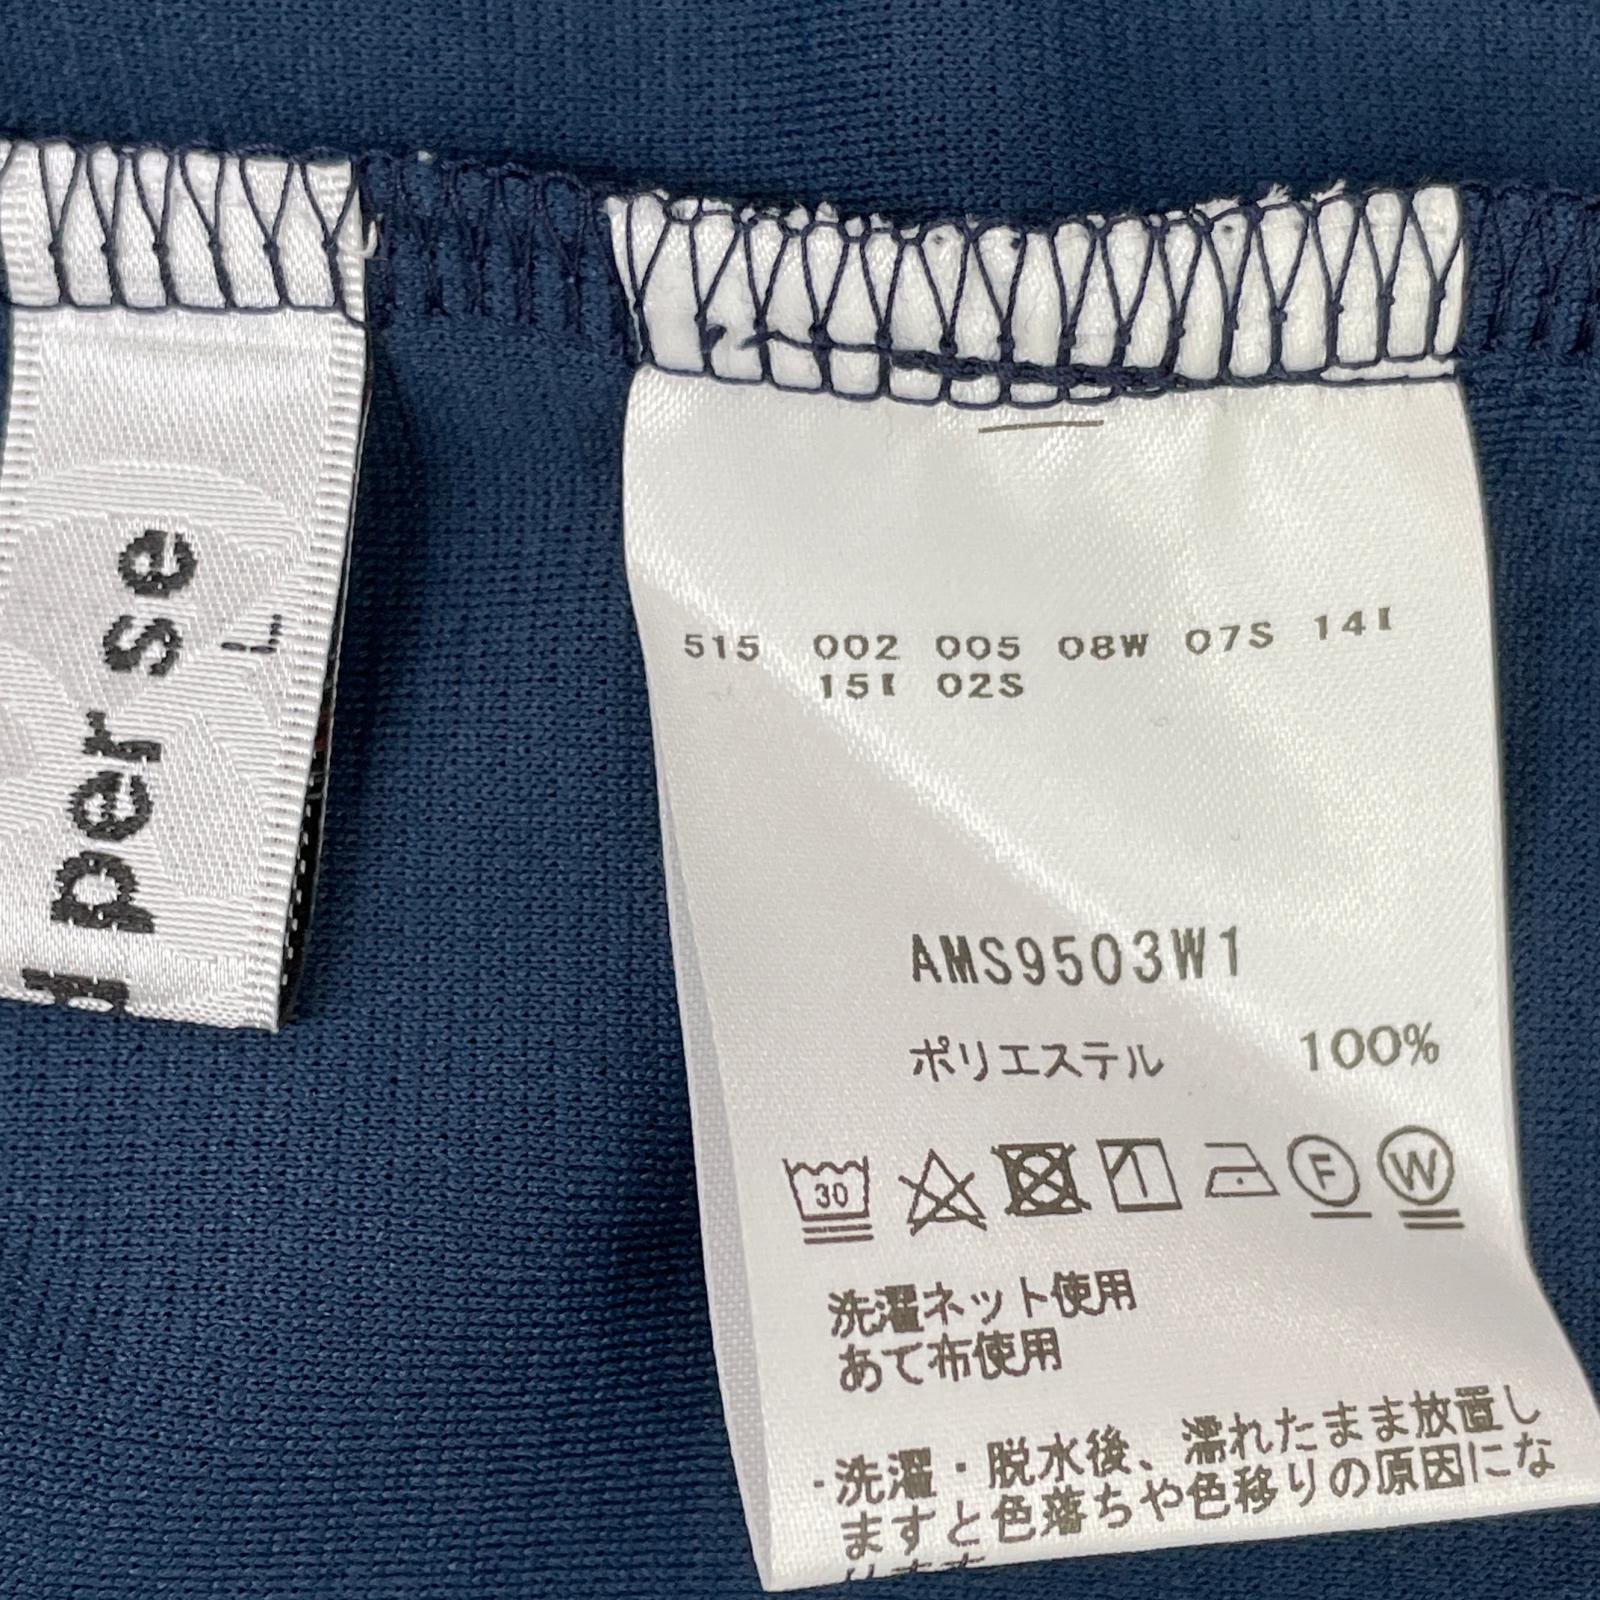 per se
L
515 002 005 08W 07S 14I
15I 02S
AMS9503W1
ポリエステル 100%
30
F W
洗濯ネット使用
あて布使用
・洗濯・脱水後、濡れたまま放置し
ますと色落ちや色移りの原因にな
ります